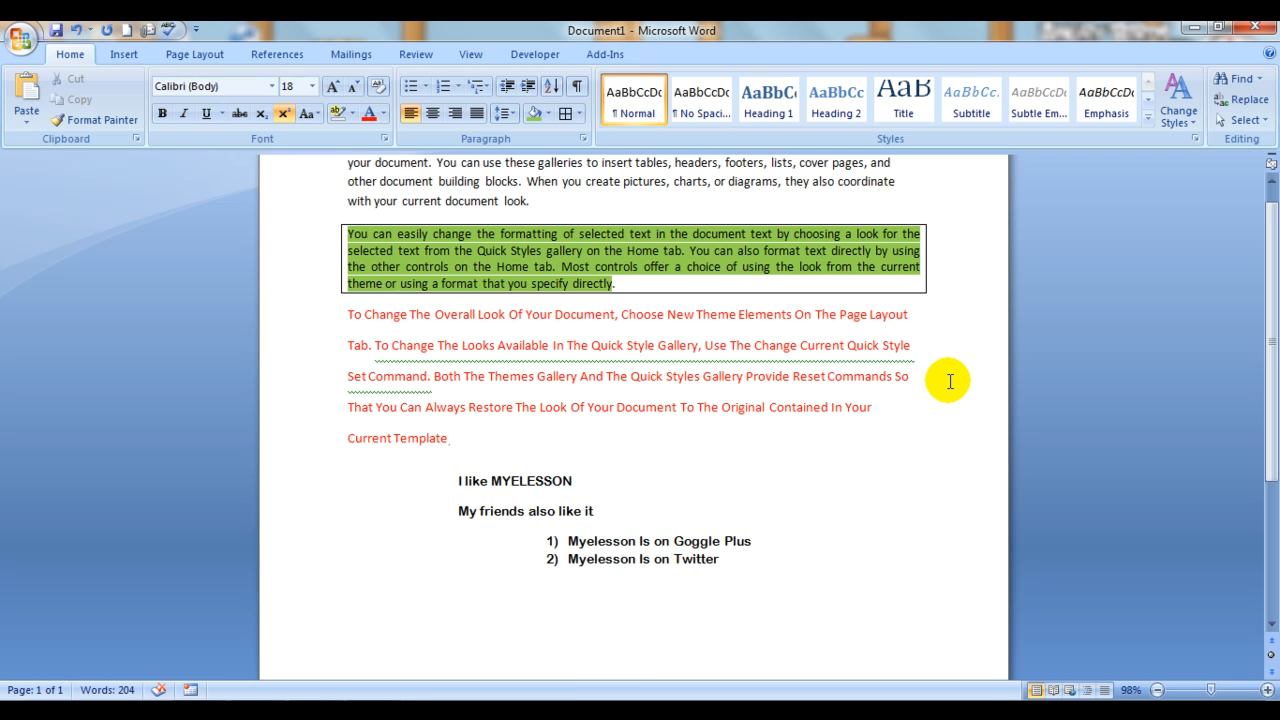 Document1 - Microsoft Word
Home Insert Page Layout References Mailings Review View Developer Add-Ins
Paste
Cut
Copy
Format Painter
Clipboard
Calibri (Body) 18
Font
Paragraph
AaBbCcDc AaBbCcDc AaBbCc AaBbCc AaB AaBbCc. AaBbCcDc AaBbCcDc
¶ Normal ¶ No Spaci... Heading 1 Heading 2 Title Subtitle Subtle Em... Emphasis
Change Styles
Styles
Find
Replace
Select
Editing
your document. You can use these galleries to insert tables, headers, footers, lists, cover pages, and
other document building blocks. When you create pictures, charts, or diagrams, they also coordinate
with your current document look.
You can easily change the formatting of selected text in the document text by choosing a look for the
selected text from the Quick Styles gallery on the Home tab. You can also format text directly by using
the other controls on the Home tab. Most controls offer a choice of using the look from the current
theme or using a format that you specify directly.
To Change The Overall Look Of Your Document, Choose New Theme Elements On The Page Layout
Tab. To Change The Looks Available In The Quick Style Gallery, Use The Change Current Quick Style
Set Command. Both The Themes Gallery And The Quick Styles Gallery Provide Reset Commands So
That You Can Always Restore The Look Of Your Document To The Original Contained In Your
Current Template.
I like MYELESSON
My friends also like it
1) Myelesson Is on Goggle Plus
2) Myelesson Is on Twitter
Page: 1 of 1 Words: 204 98%